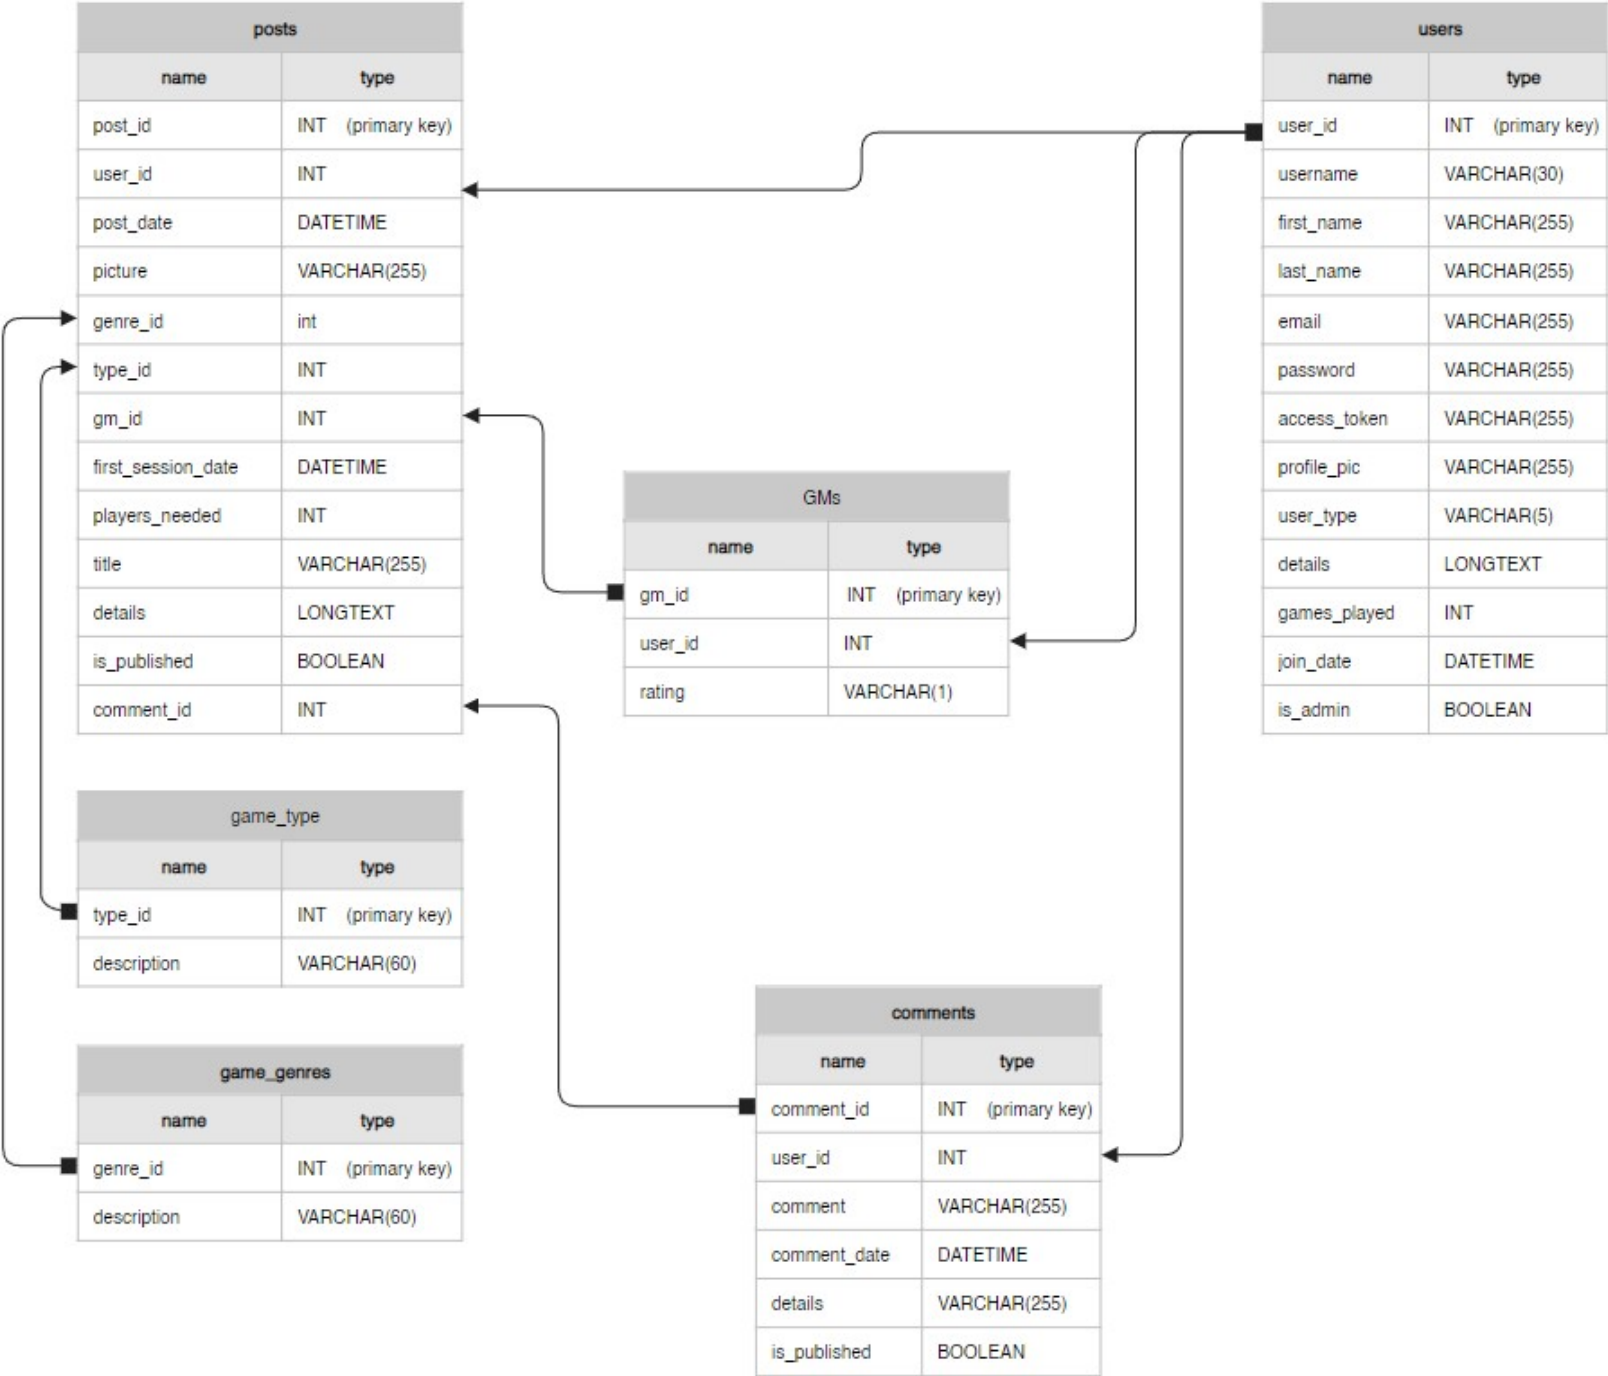 posts
name type
post_id INT (primary key)
user_id INT
post_date DATETIME
picture VARCHAR(255)
genre_id int
type_id INT
gm_id INT
first_session_date DATETIME
players_needed INT
title VARCHAR(255)
details LONGTEXT
is_published BOOLEAN
comment_id INT
users
name type
user_id INT (primary key)
username VARCHAR(30)
first_name VARCHAR(255)
last_name VARCHAR(255)
email VARCHAR(255)
password VARCHAR(255)
access_token VARCHAR(255)
profile_pic VARCHAR(255)
user_type VARCHAR(5)
details LONGTEXT
games_played INT
join_date DATETIME
is_admin BOOLEAN
GMs
name type
gm_id INT (primary key)
user_id INT
rating VARCHAR(1)
game_type
name type
type_id INT (primary key)
description VARCHAR(60)
game_genres
name type
genre_id INT (primary key)
description VARCHAR(60)
comments
name type
comment_id INT (primary key)
user_id INT
comment VARCHAR(255)
comment_date DATETIME
details VARCHAR(255)
is_published BOOLEAN